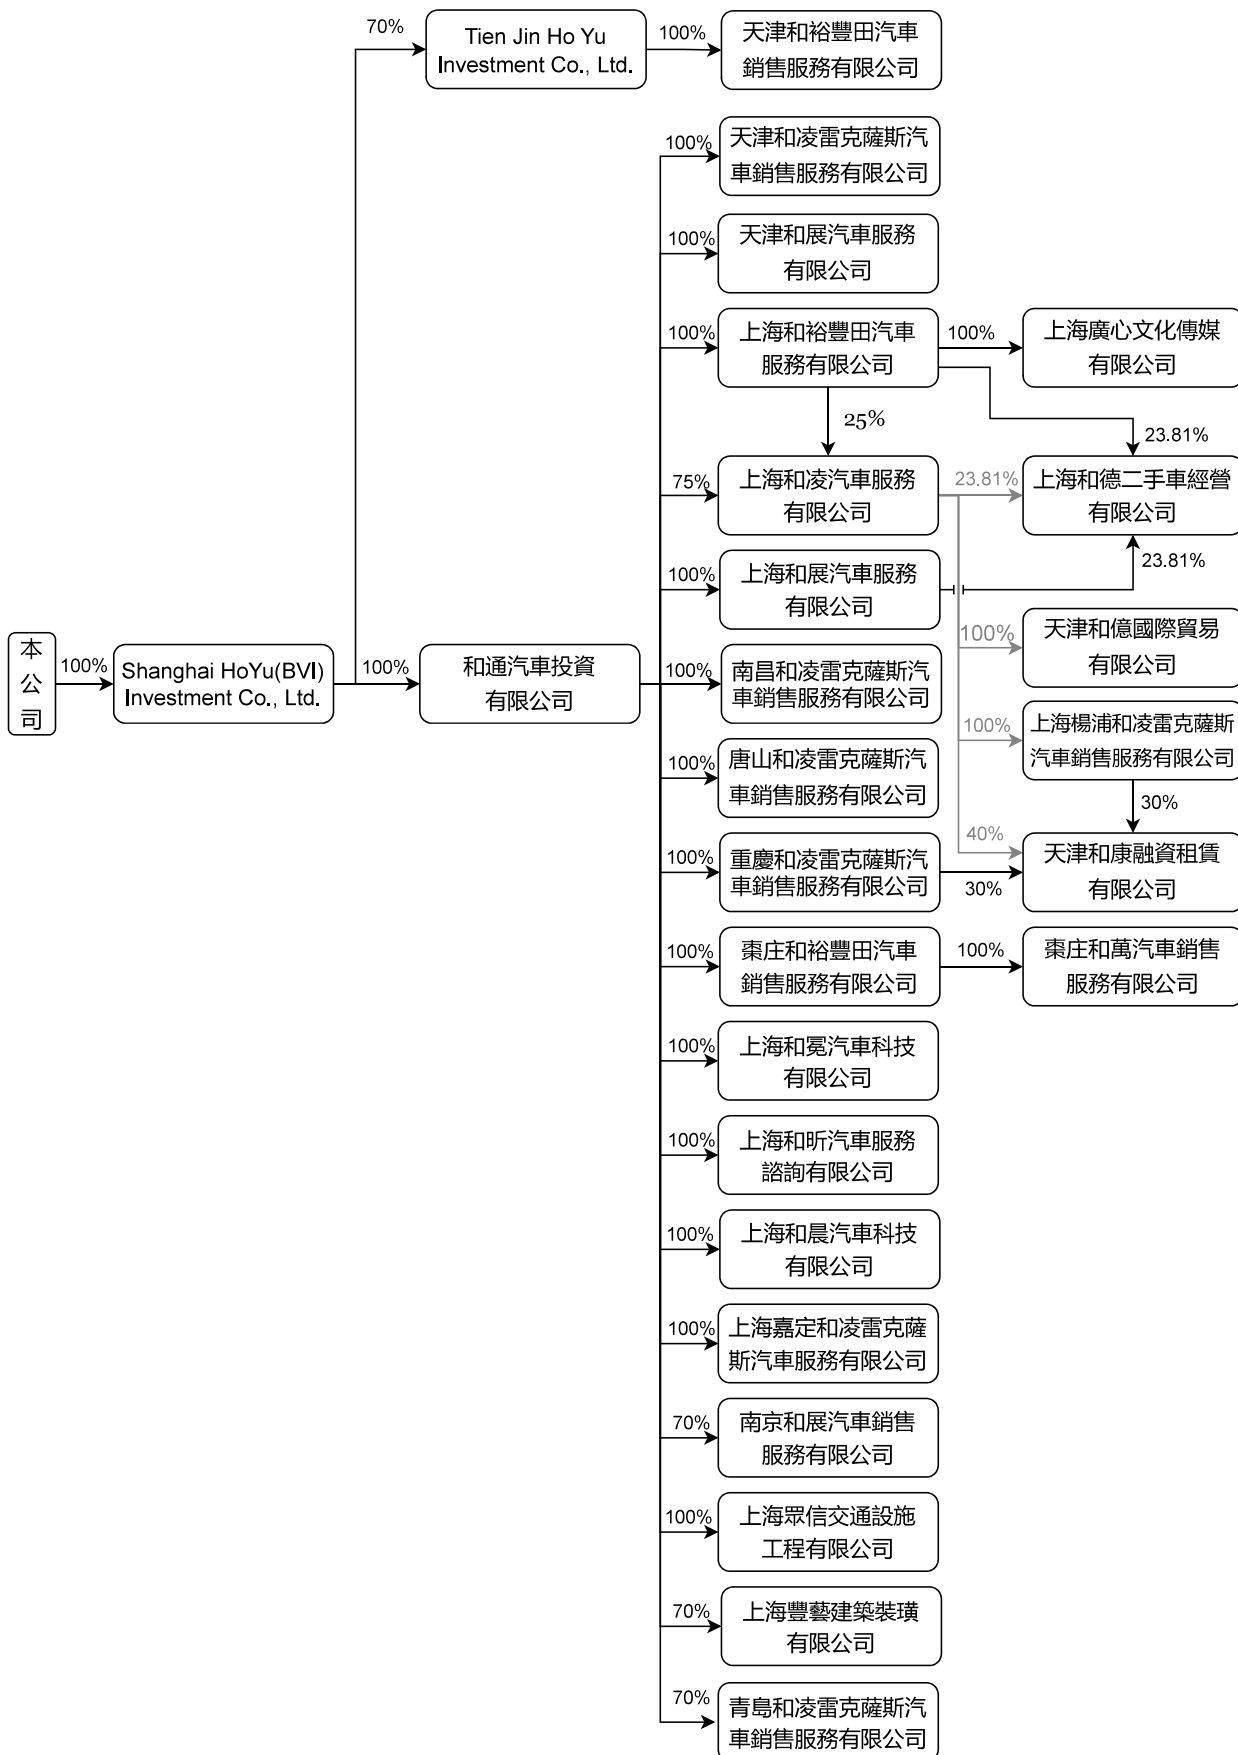 70%
Tien Jin Ho Yu
Investment Co., Ltd.
100%
天津和裕豐田汽車
銷售服務有限公司
100%
天津和凌雷克薩斯汽
車銷售服務有限公司
100%
天津和展汽車服務
有限公司
100%
上海和裕豐田汽車
服務有限公司
100%
上海廣心文化傳媒
有限公司
25%
23.81%
75%
上海和凌汽車服務
有限公司
23.81%
上海和德二手車經營
有限公司
100%
上海和展汽車服務
有限公司
23.81%
100%
天津和億國際貿易
有限公司
本
公
司
100%
Shanghai HoYu(BVI)
Investment Co., Ltd.
100%
和通汽車投資
有限公司
100%
南昌和凌雷克薩斯汽
車銷售服務有限公司
100%
上海楊浦和凌雷克薩斯
汽車銷售服務有限公司
100%
唐山和凌雷克薩斯汽
車銷售服務有限公司
30%
40%
100%
重慶和凌雷克薩斯汽
車銷售服務有限公司
30%
天津和康融資租賃
有限公司
100%
棗庄和裕豐田汽車
銷售服務有限公司
100%
棗庄和萬汽車銷售
服務有限公司
100%
上海和冕汽車科技
有限公司
100%
上海和昕汽車服務
諮詢有限公司
100%
上海和晨汽車科技
有限公司
100%
上海嘉定和凌雷克薩
斯汽車服務有限公司
70%
南京和展汽車銷售
服務有限公司
100%
上海眾信交通設施
工程有限公司
70%
上海豐藝建築裝璜
有限公司
70%
青島和凌雷克薩斯汽
車銷售服務有限公司